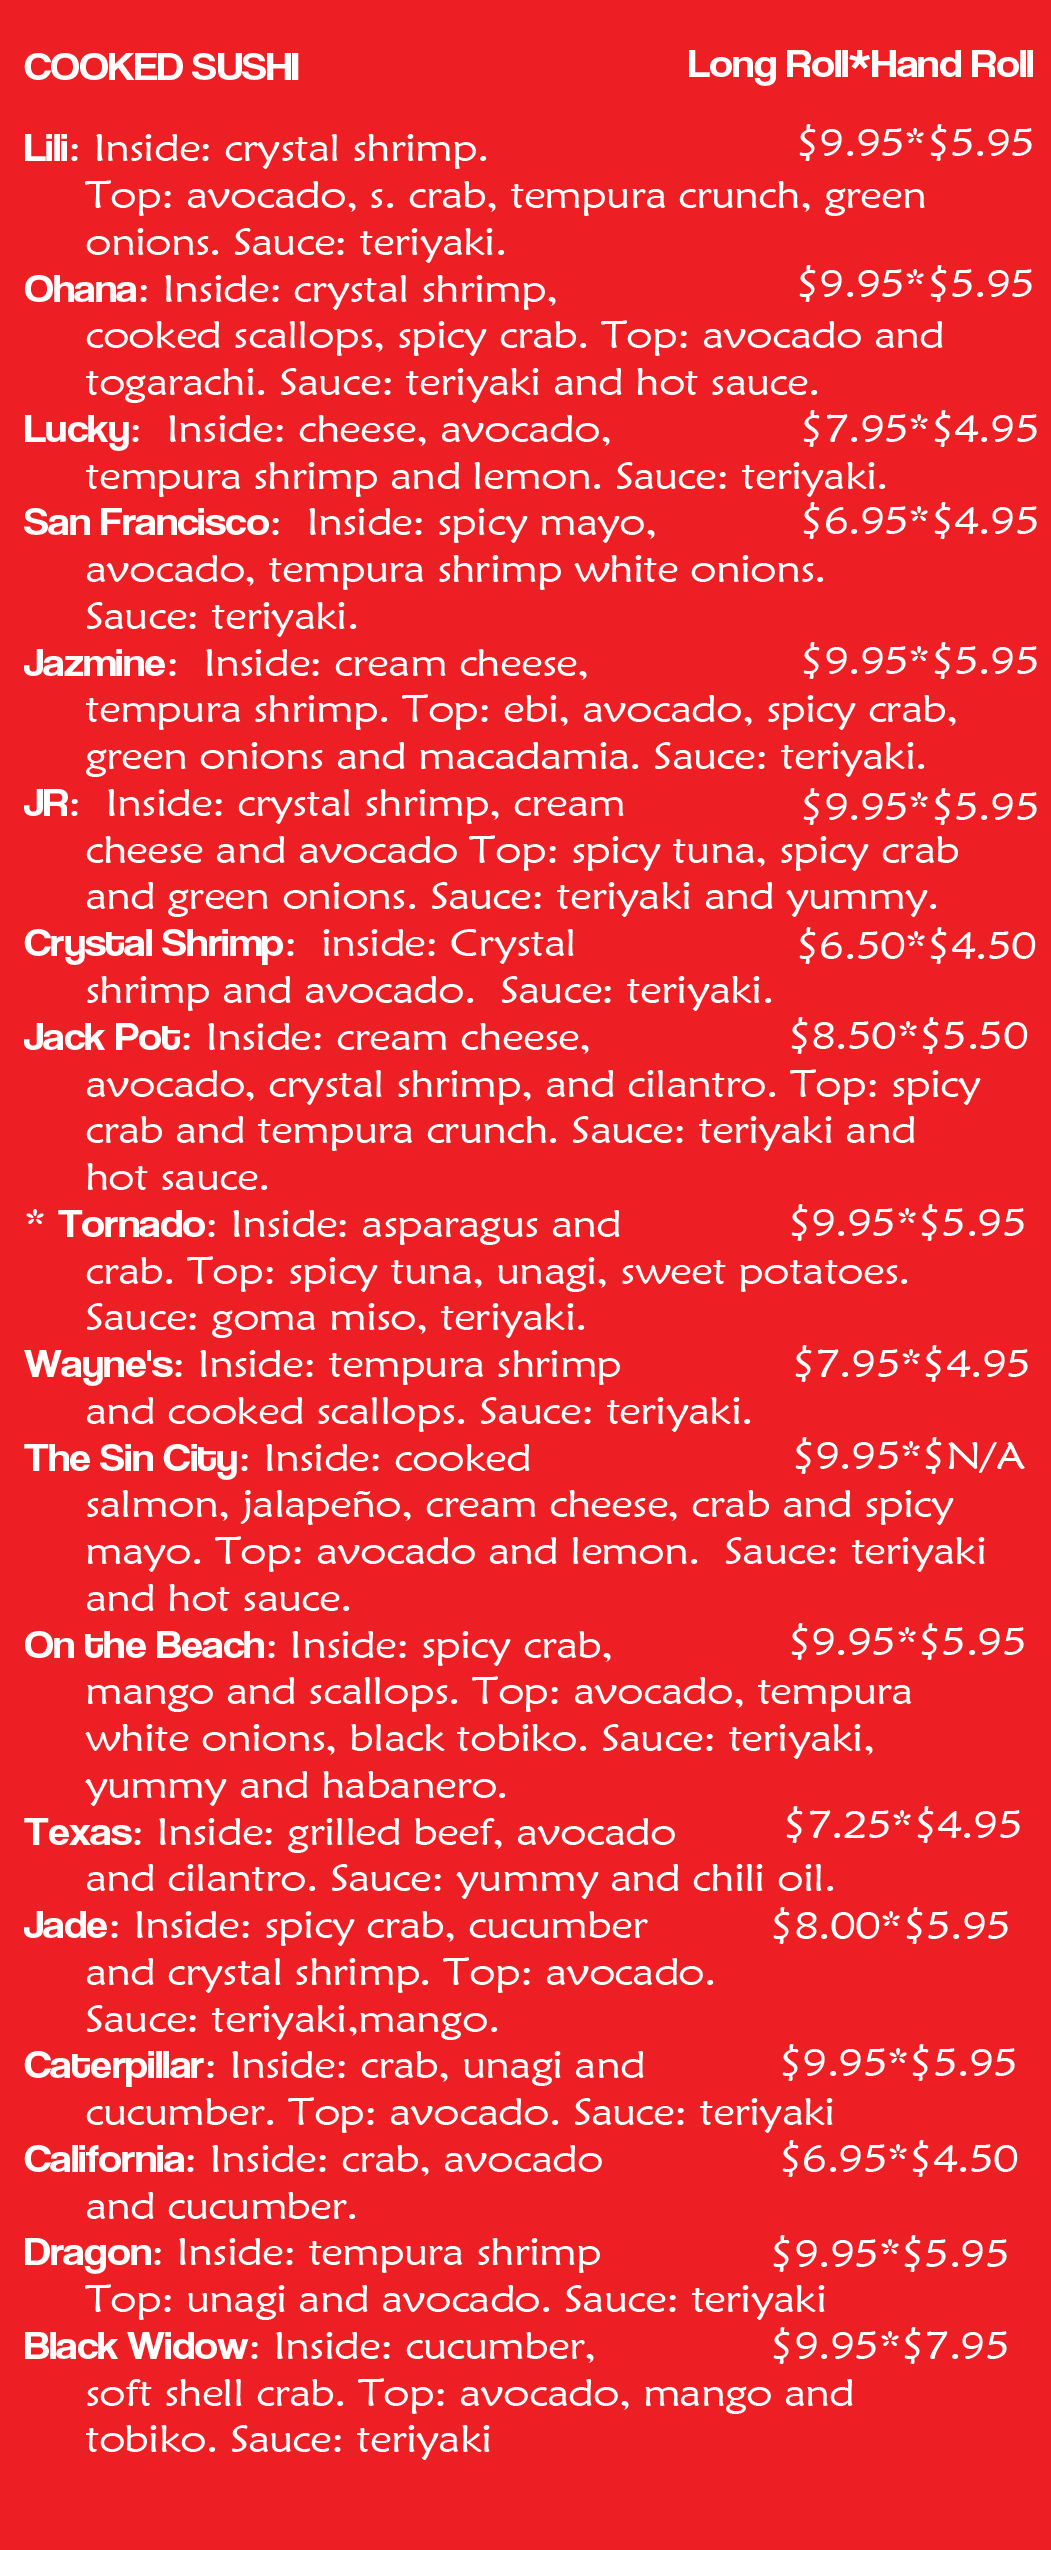 COOKED SUSHI Long Roll*Hand Roll
Lili: Inside: crystal shrimp. $9.95*$5.95
Top: avocado, s. crab, tempura crunch, green
onions. Sauce: teriyaki.
Ohana: Inside: crystal shrimp, $9.95*$5.95
cooked scallops, spicy crab. Top: avocado and
togarachi. Sauce: teriyaki and hot sauce.
Lucky: Inside: cheese, avocado, $7.95*$4.95
tempura shrimp and lemon. Sauce: teriyaki.
San Francisco: Inside: spicy mayo, $6.95*$4.95
avocado, tempura shrimp white onions.
Sauce: teriyaki.
Jazmine: Inside: cream cheese, $9.95*$5.95
tempura shrimp. Top: ebi, avocado, spicy crab,
green onions and macadamia. Sauce: teriyaki.
JR: Inside: crystal shrimp, cream $9.95*$5.95
cheese and avocado Top: spicy tuna, spicy crab
and green onions. Sauce: teriyaki and yummy.
Crystal Shrimp: inside: Crystal $6.50*$4.50
shrimp and avocado. Sauce: teriyaki.
Jack Pot: Inside: cream cheese, $8.50*$5.50
avocado, crystal shrimp, and cilantro. Top: spicy
crab and tempura crunch. Sauce: teriyaki and
hot sauce.
* Tornado: Inside: asparagus and $9.95*$5.95
crab. Top: spicy tuna, unagi, sweet potatoes.
Sauce: goma miso, teriyaki.
Wayne's: Inside: tempura shrimp $7.95*$4.95
and cooked scallops. Sauce: teriyaki.
The Sin City: Inside: cooked $9.95*$N/A
salmon, jalapeño, cream cheese, crab and spicy
mayo. Top: avocado and lemon. Sauce: teriyaki
and hot sauce.
On the Beach: Inside: spicy crab, $9.95*$5.95
mango and scallops. Top: avocado, tempura
white onions, black tobiko. Sauce: teriyaki,
yummy and habanero.
Texas: Inside: grilled beef, avocado $7.25*$4.95
and cilantro. Sauce: yummy and chili oil.
Jade: Inside: spicy crab, cucumber $8.00*$5.95
and crystal shrimp. Top: avocado.
Sauce: teriyaki,mango.
Caterpillar: Inside: crab, unagi and $9.95*$5.95
cucumber. Top: avocado. Sauce: teriyaki
California: Inside: crab, avocado $6.95*$4.50
and cucumber.
Dragon: Inside: tempura shrimp $9.95*$5.95
Top: unagi and avocado. Sauce: teriyaki
Black Widow: Inside: cucumber, $9.95*$7.95
soft shell crab. Top: avocado, mango and
tobiko. Sauce: teriyaki